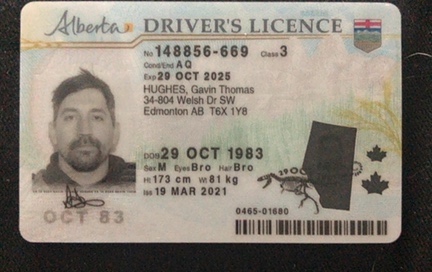 Alberta DRIVER'S LICENCE
No 148856-669 Class 3
Cond/End AQ
Exp 29 OCT 2025
HUGHES, Gavin Thomas
34-804 Welsh Dr SW
Edmonton AB T6X 1Y8
DOB 29 OCT 1983
Sex M Eyes Bro Hair Bro
Ht 173 cm Wt 81 kg
Iss 19 MAR 2021
OCT 83
0465-01680